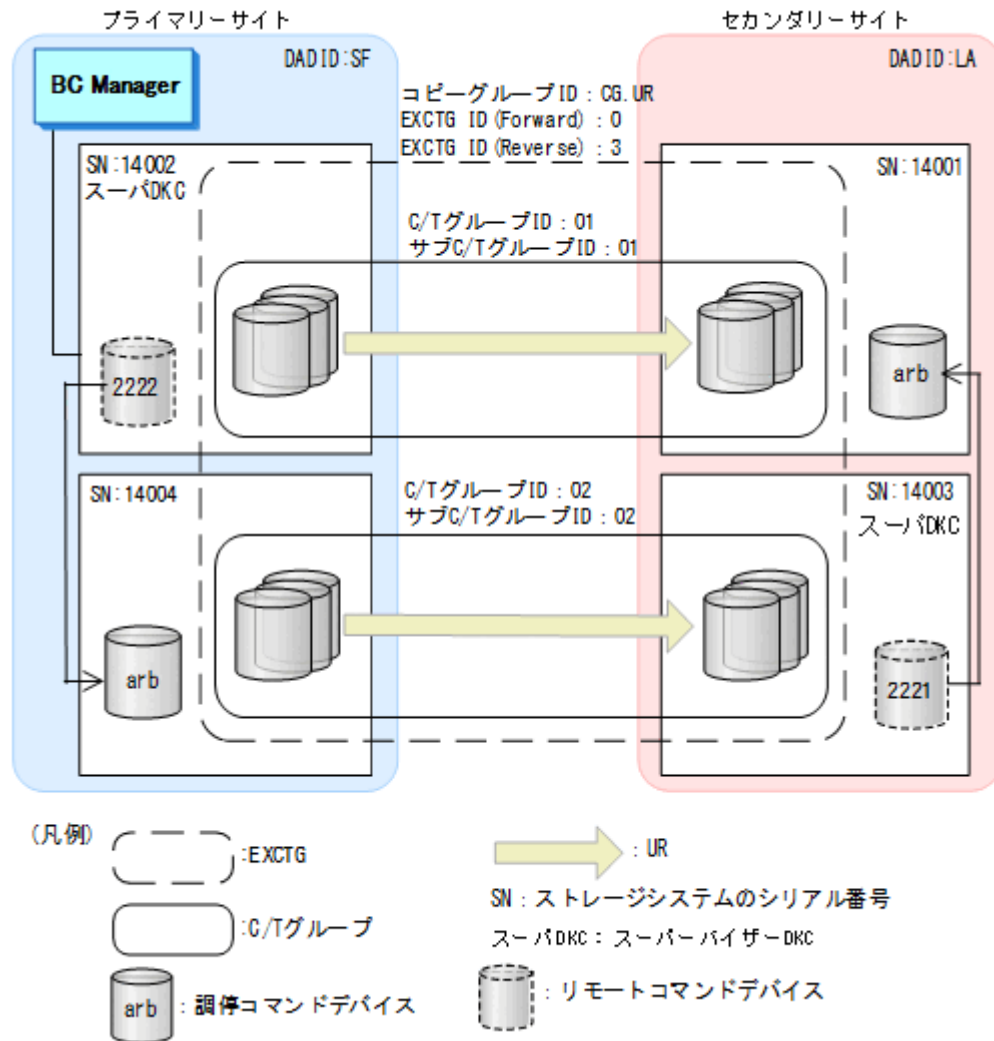 プライマリーサイト
セカンダリーサイト
DADID:SF
DADID:LA
BC Manager
コピーグループID：CG.UR
EXCTG ID(Forward)：0
EXCTG ID(Reverse)：3
SN:14002
スーパDKC
SN:14001
C/TグループID：01
サブC/TグループID：01
2222
arb
SN:14004
C/TグループID：02
サブC/TグループID：02
SN:14003
スーパDKC
arb
2221
(凡例)
:EXCTG
：UR
:C/Tグループ
SN：ストレージシステムのシリアル番号
スーパDKC：スーパーバイザーDKC
arb
：調停コマンドデバイス
：リモートコマンドデバイス